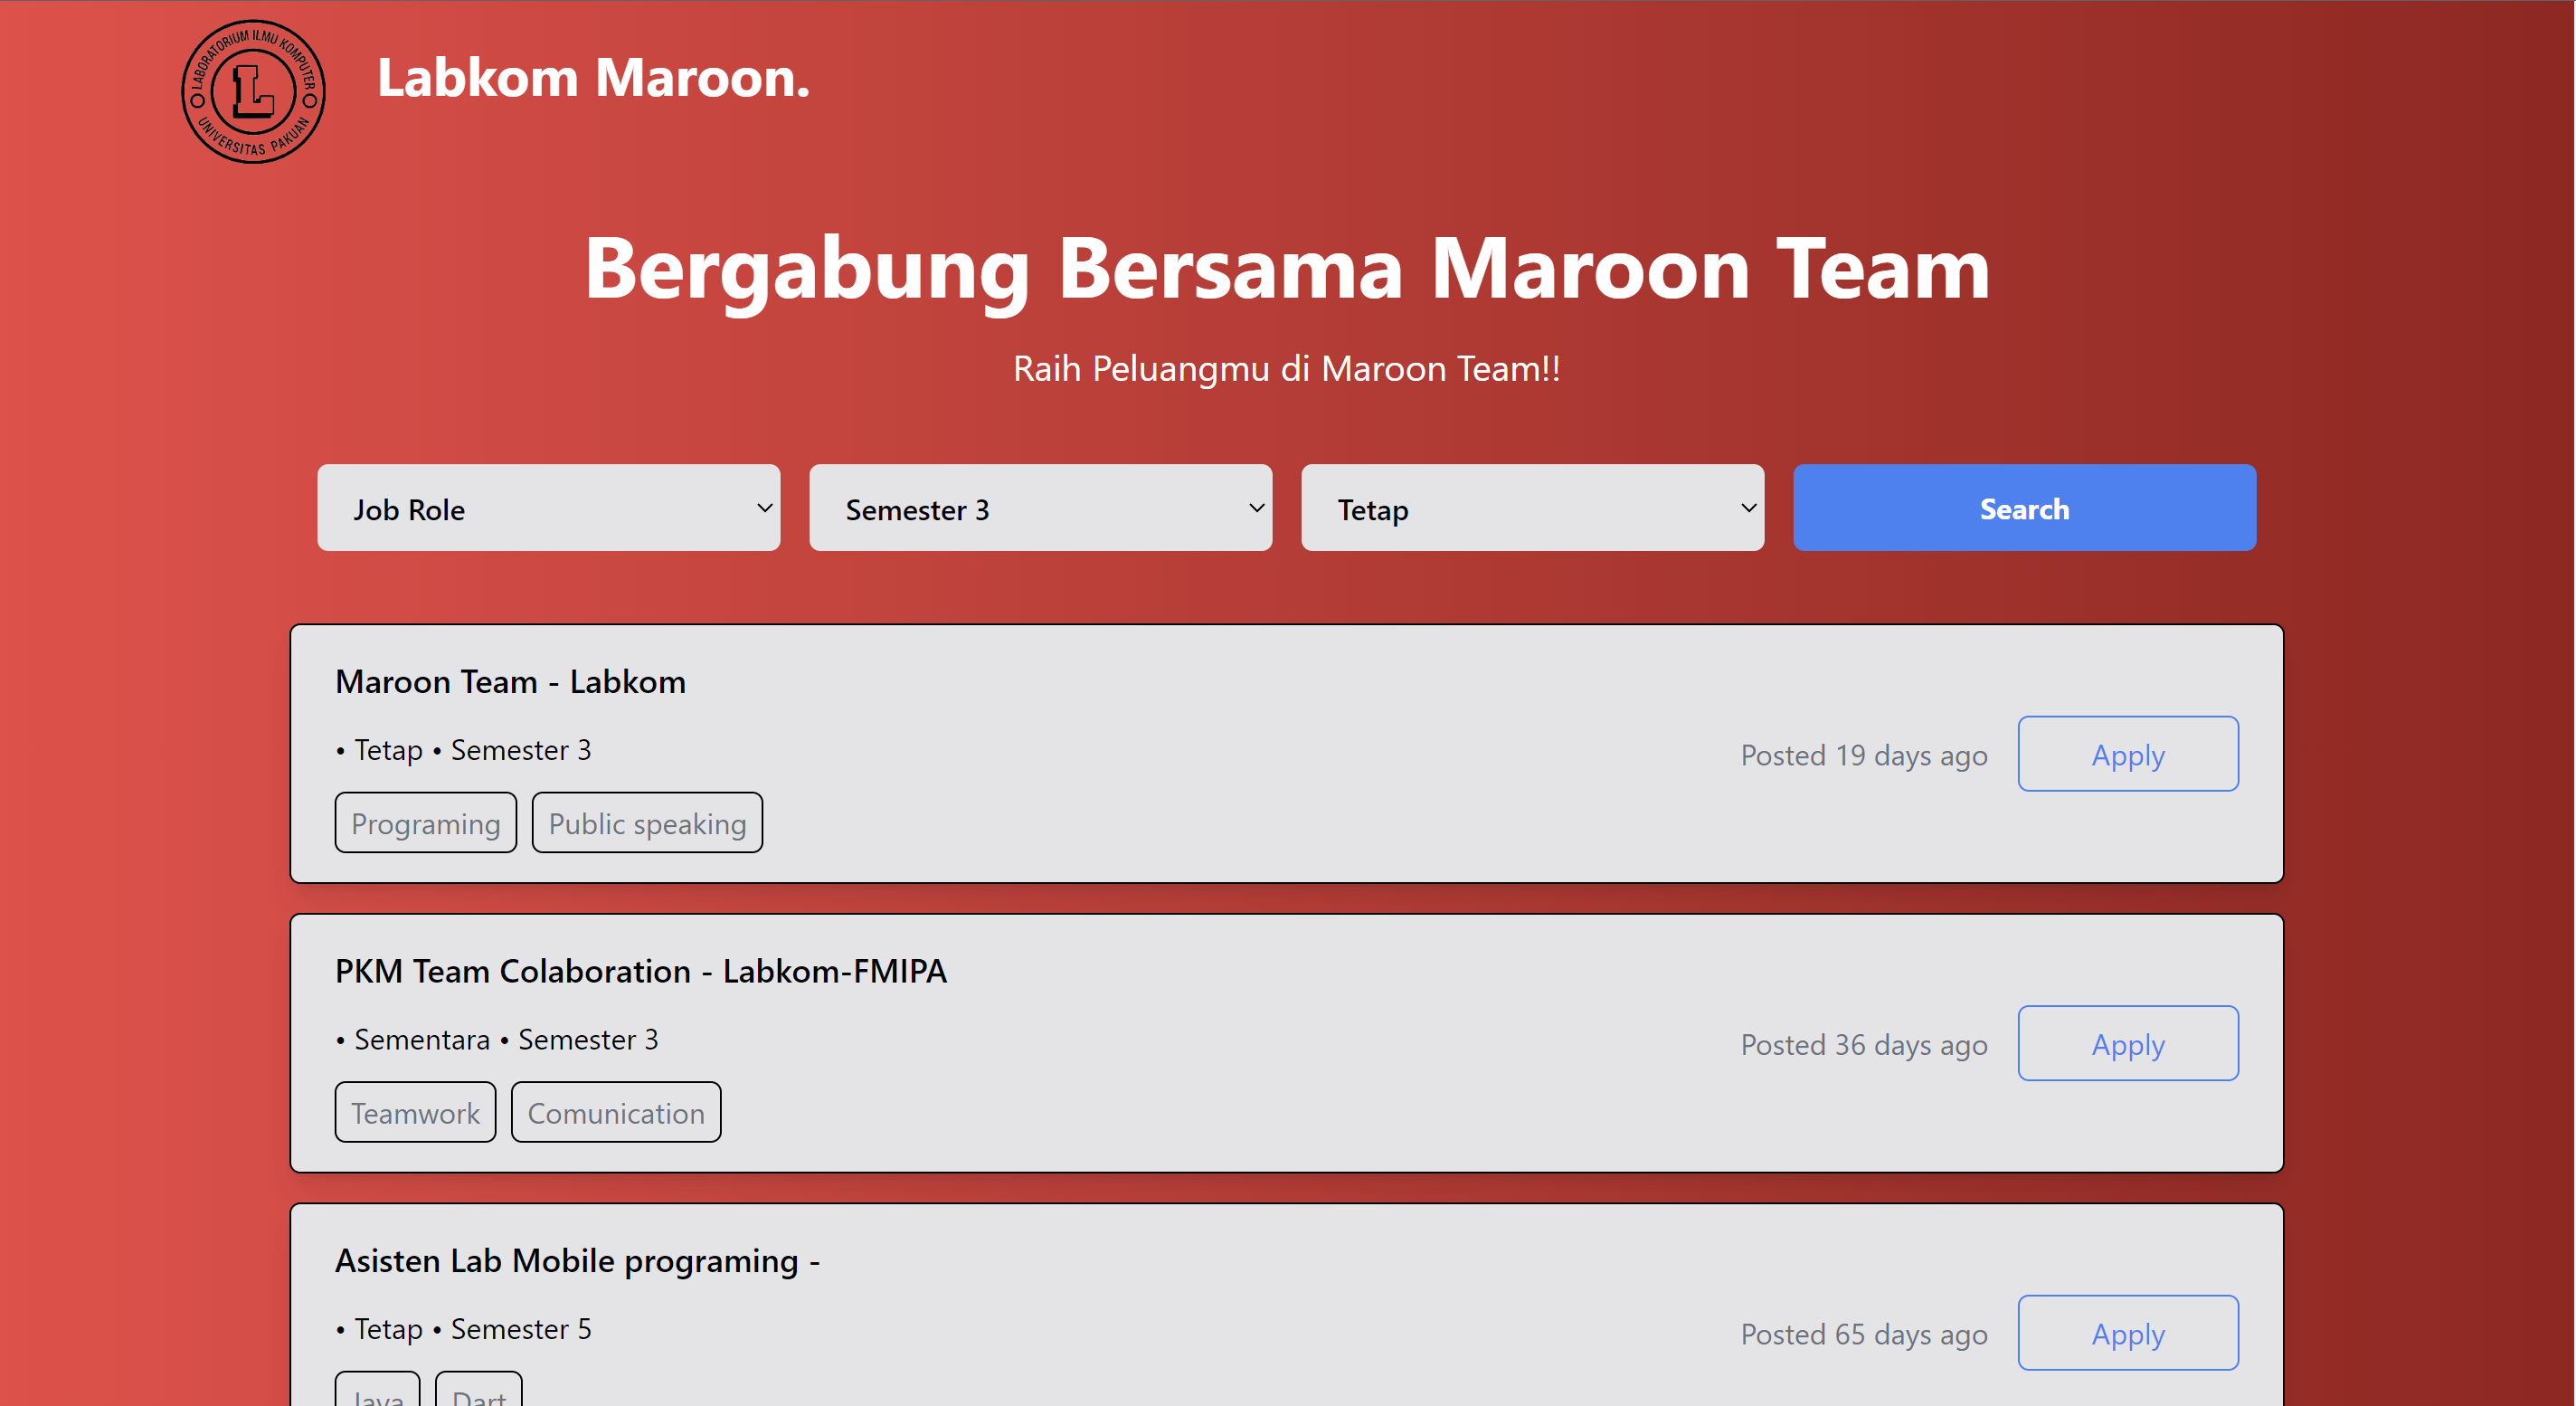 LABORATORIUM ILMU KOMPUTER
L
UNIVERSITAS PAKUAN
Labkom Maroon.
Bergabung Bersama Maroon Team
Raih Peluangmu di Maroon Team!!
Job Role
Semester 3
Tetap
Search
Maroon Team - Labkom
• Tetap • Semester 3
Posted 19 days ago
Apply
Programing
Public speaking
PKM Team Colaboration - Labkom-FMIPA
• Sementara • Semester 3
Posted 36 days ago
Apply
Teamwork
Comunication
Asisten Lab Mobile programing -
• Tetap • Semester 5
Posted 65 days ago
Apply
Java
Dart